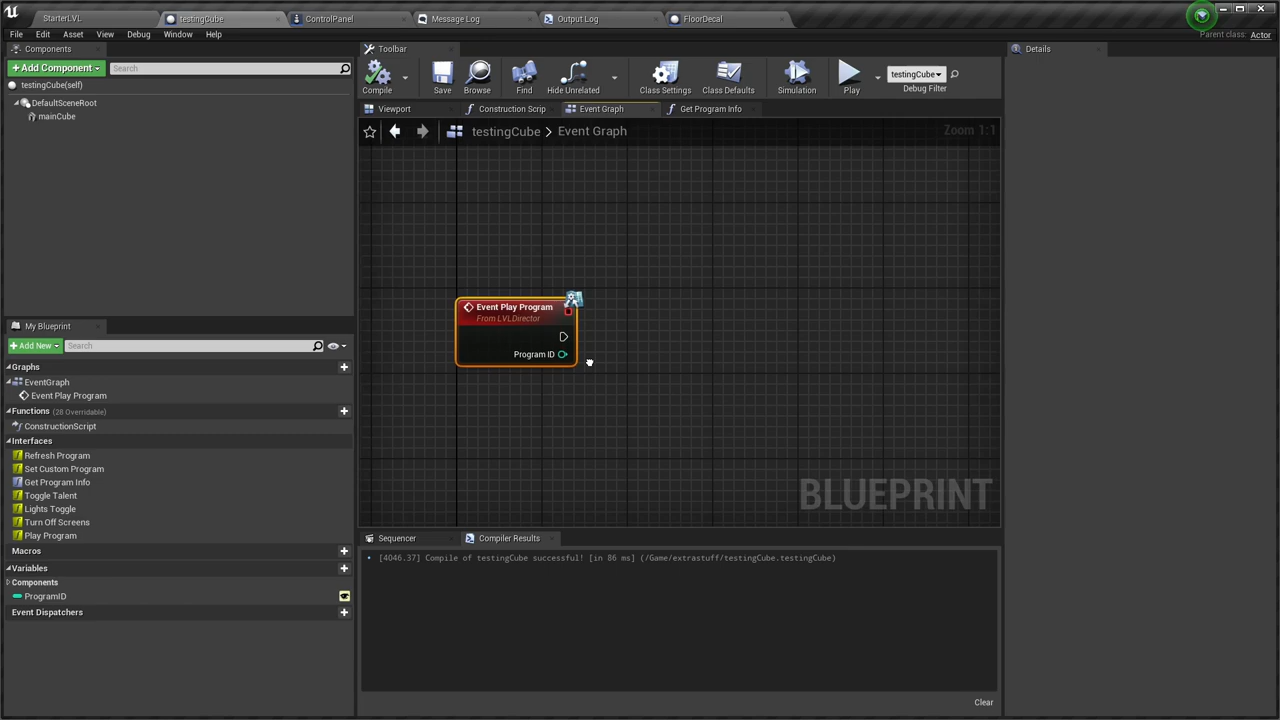 StarterLVL
testingCube
ControlPanel
Message Log
Output Log
FloorDecal
File Edit Asset View Debug Window Help
Parent class: Actor
Components
+ Add Component
Search
testingCube(self)
DefaultSceneRoot
mainCube
Toolbar
Compile
Save
Browse
Find
Hide Unrelated
Class Settings
Class Defaults
Simulation
Play
testingCube
Debug Filter
Details
Viewport
Construction Scrip
Event Graph
Get Program Info
testingCube > Event Graph
Zoom 1:1
Event Play Program
From LVLDirector
Program ID
BLUEPRINT
My Blueprint
+ Add New
Search
Graphs
EventGraph
Event Play Program
Functions (28 Overridable)
ConstructionScript
Interfaces
Refresh Program
Set Custom Program
Get Program Info
Toggle Talent
Lights Toggle
Turn Off Screens
Play Program
Macros
Variables
Components
ProgramID
Event Dispatchers
Sequencer
Compiler Results
[4046.37] Compile of testingCube successful! [in 86 ms] (/Game/extrastuff/testingCube.testingCube)
Clear